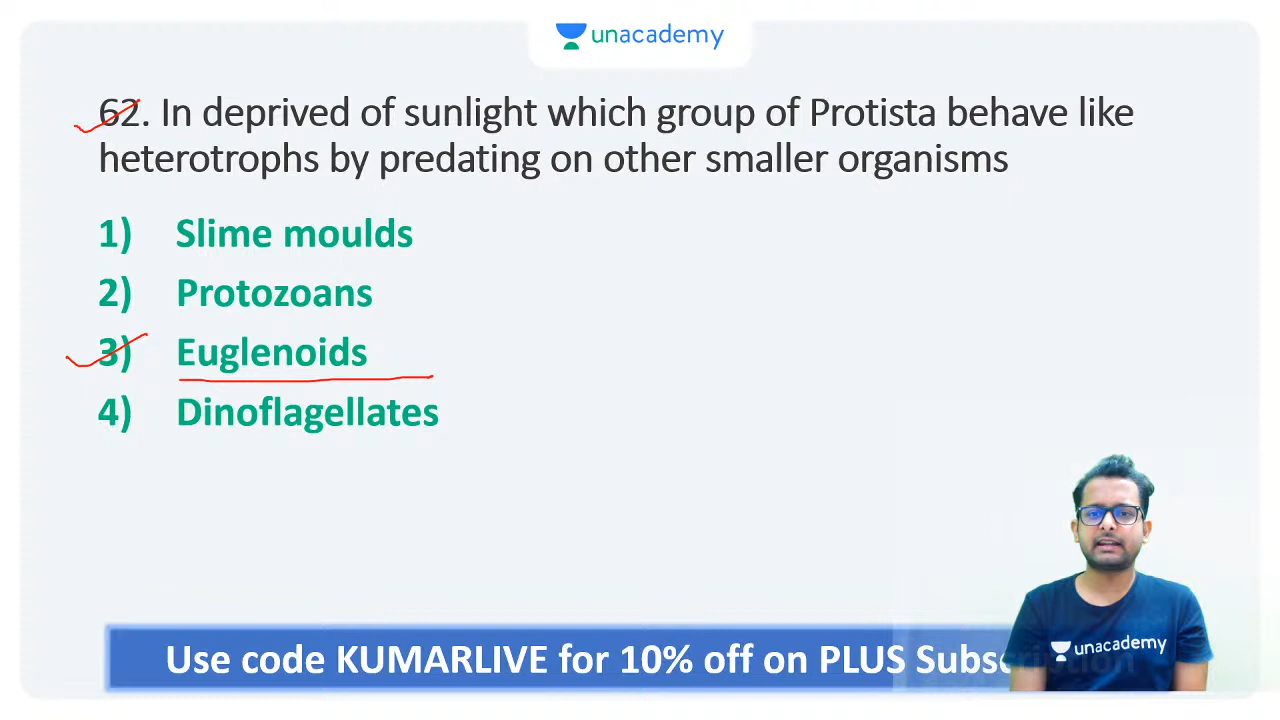 unacademy
62. In deprived of sunlight which group of Protista behave like
heterotrophs by predating on other smaller organisms
1) Slime moulds
2) Protozoans
3) Euglenoids
4) Dinoflagellates
unacademy
Use code KUMARLIVE for 10% off on PLUS Subscription